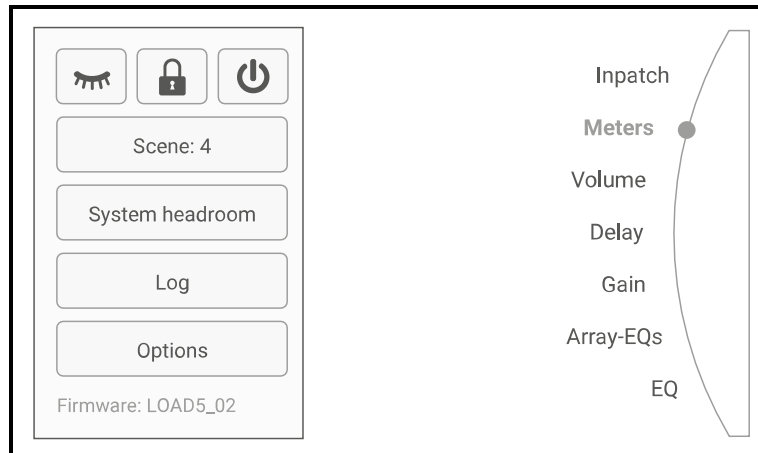 Scene: 4
System headroom
Log
Options
Firmware: LOAD5_02
Inpatch
Meters
Volume
Delay
Gain
Array-EQs
EQ